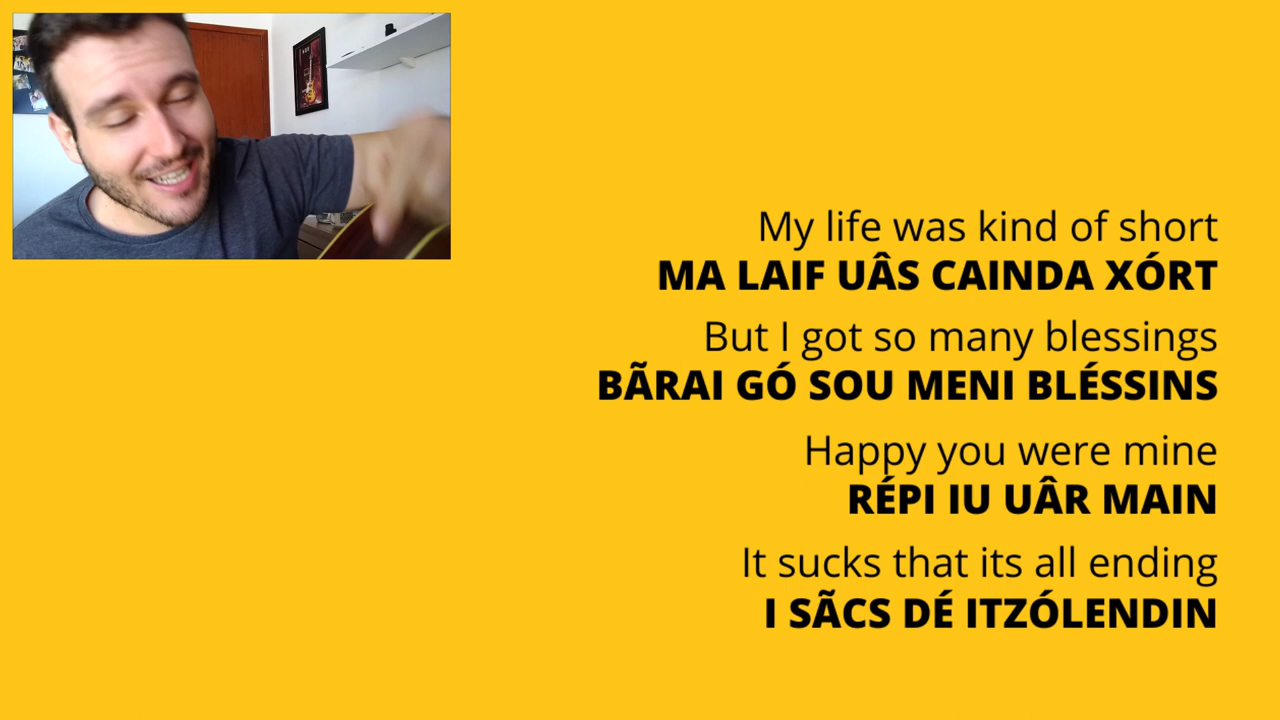 My life was kind of short
MA LAIF UÂS CAINDA XÓRT
But I got so many blessings
BÃRAI GÓ SOU MENI BLÉSSINS
Happy you were mine
RÉPI IU UÂR MAIN
It sucks that its all ending
I SÃCS DÉ ITZÓLENDIN